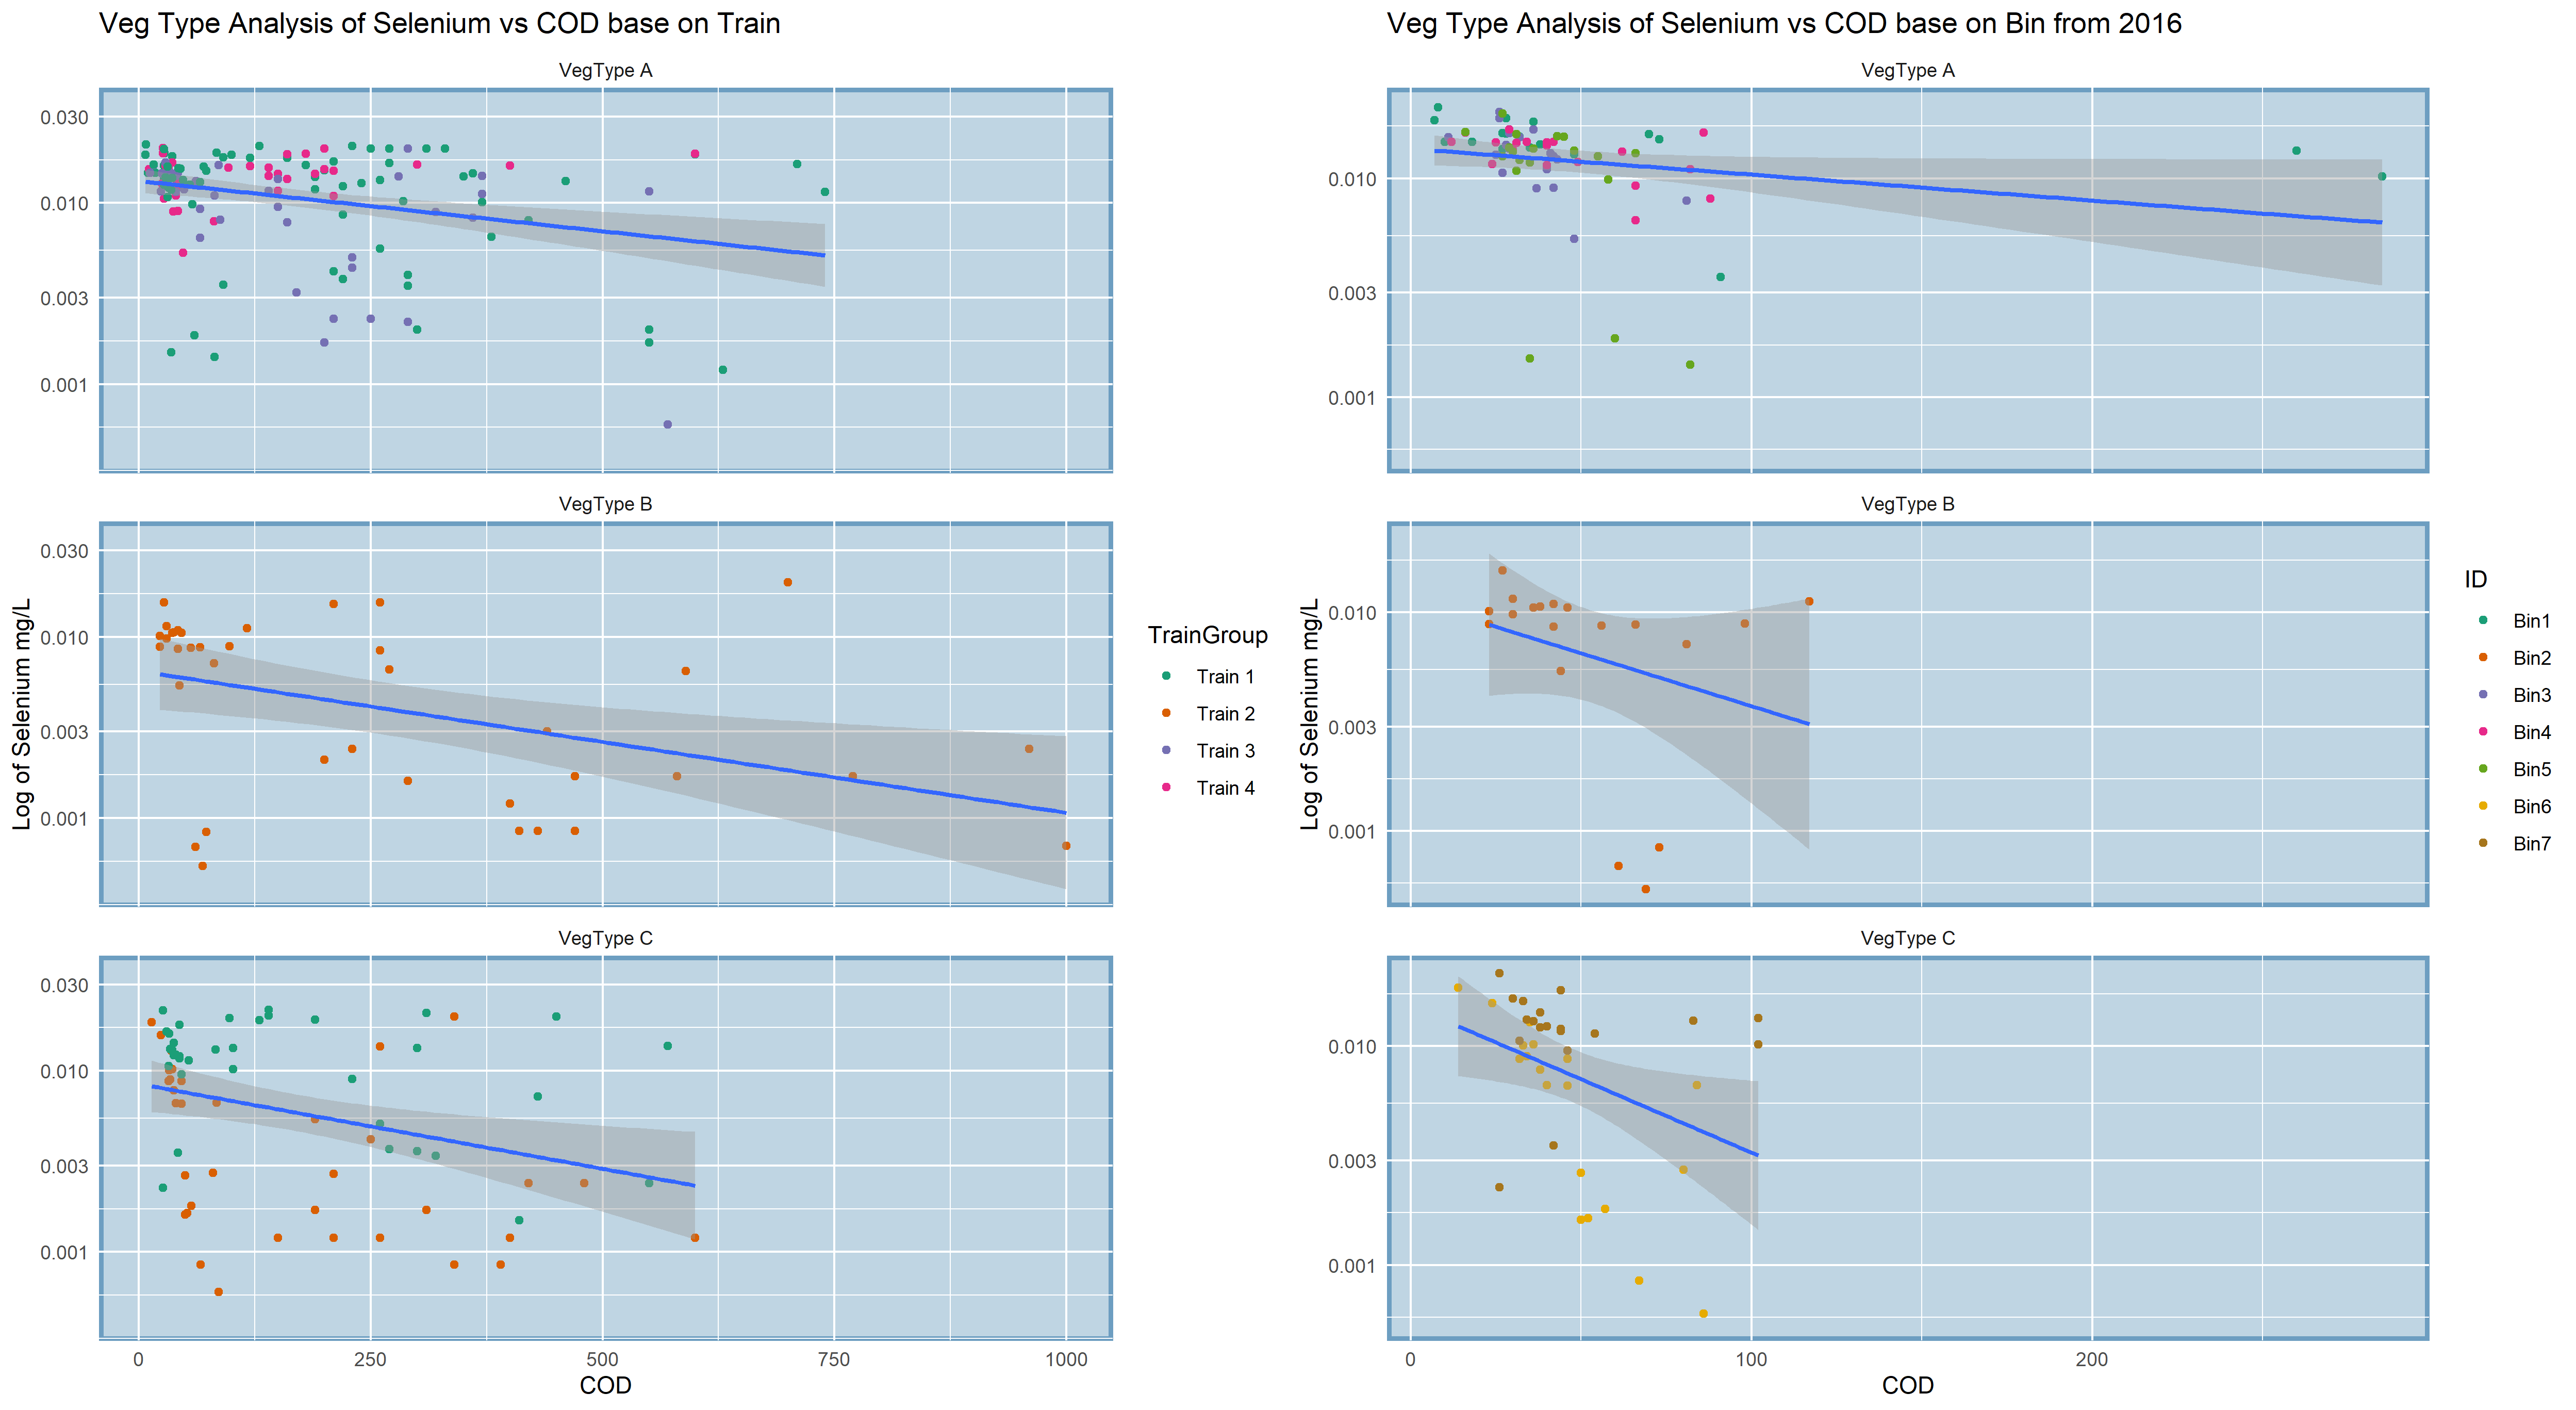 Veg Type Analysis of Selenium vs COD base on Train
VegType A
0.030
0.010
0.003
0.001
VegType B
0.030
0.010
0.003
0.001
VegType C
0.030
0.010
0.003
0.001
0 250 500 750 1000
COD
Log of Selenium mg/L
TrainGroup
Train 1
Train 2
Train 3
Train 4
Veg Type Analysis of Selenium vs COD base on Bin from 2016
VegType A
0.010
0.003
0.001
VegType B
0.010
0.003
0.001
VegType C
0.010
0.003
0.001
0 100 200
COD
Log of Selenium mg/L
ID
Bin1
Bin2
Bin3
Bin4
Bin5
Bin6
Bin7